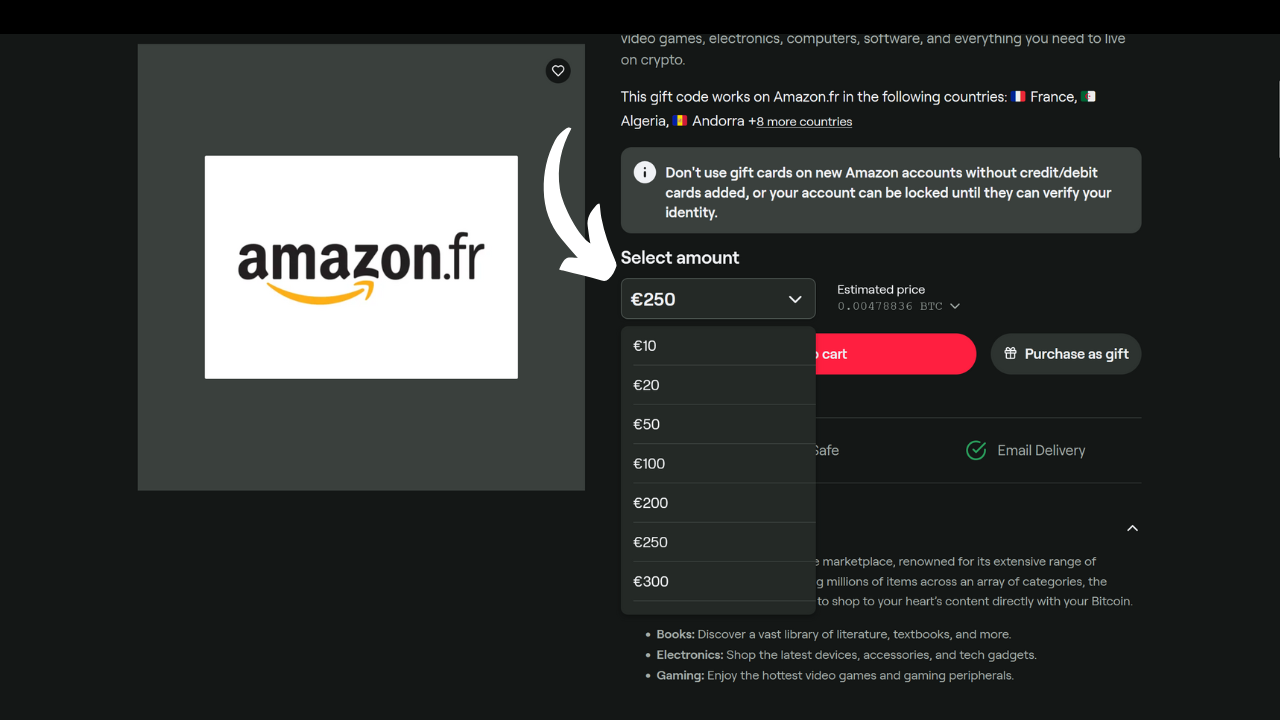 video games, electronics, computers, software, and everything you need to live
on crypto.
This gift code works on Amazon.fr in the following countries: France,
Algeria, Andorra +8 more countries
amazon.fr
Don't use gift cards on new Amazon accounts without credit/debit
cards added, or your account can be locked until they can verify your
identity.
Select amount
€250
Estimated price
0.00478836 BTC
€10
cart
Purchase as gift
€20
€50
€100
Safe
Email Delivery
€200
€250
€300
marketplace, renowned for its extensive range of
millions of items across an array of categories, the
to shop to your heart's content directly with your Bitcoin.
• Books: Discover a vast library of literature, textbooks, and more.
• Electronics: Shop the latest devices, accessories, and tech gadgets.
• Gaming: Enjoy the hottest video games and gaming peripherals.